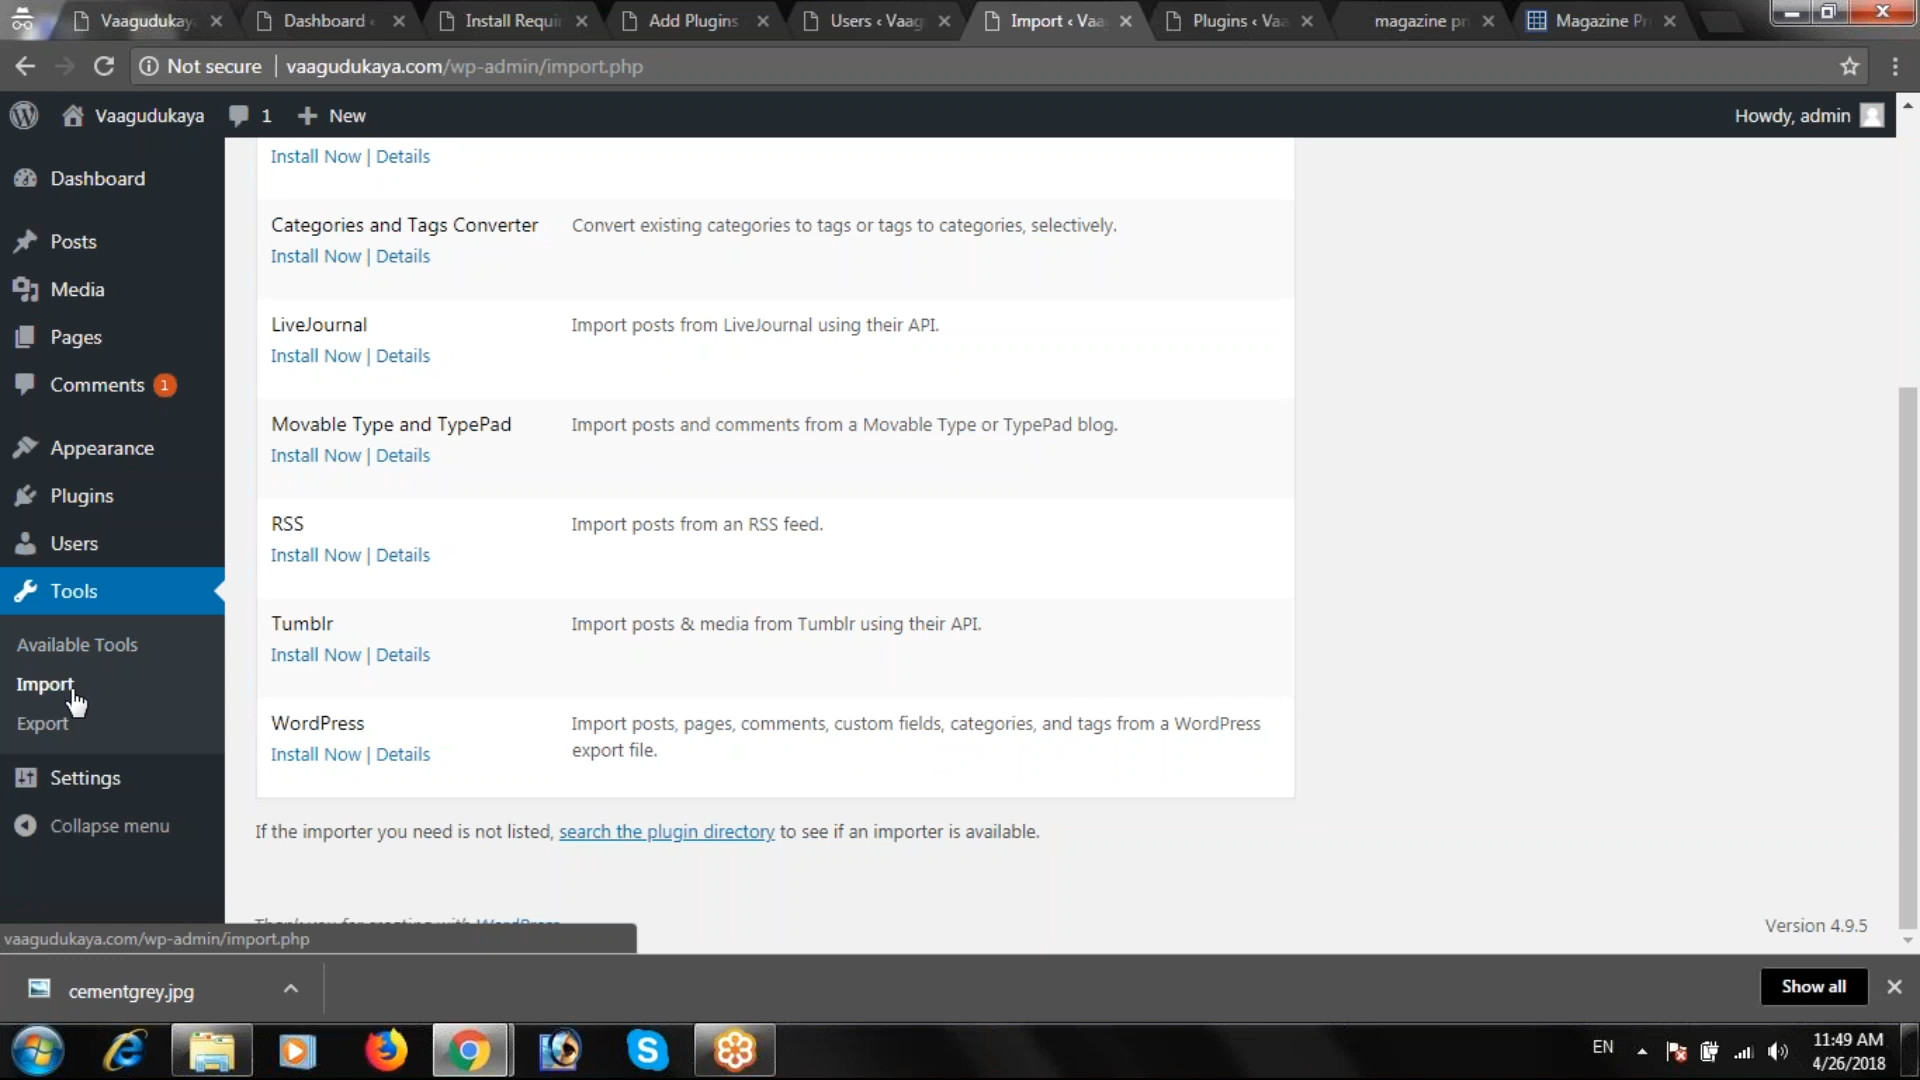 Vaagudukay
Dashboard ‹
Install Requi
Add Plugins
Users ‹ Vaag
Import ‹ Vaa
Plugins ‹ Vaa
magazine pr
Magazine Pr
Not secure | vaagudukaya.com/wp-admin/import.php
Vaagudukaya 1 + New
Howdy, admin
Dashboard
Posts
Media
Pages
Comments 1
Appearance
Plugins
Users
Tools
Available Tools
Import
Export
Settings
Collapse menu
Install Now | Details
Categories and Tags Converter
Install Now | Details
Convert existing categories to tags or tags to categories, selectively.
LiveJournal
Install Now | Details
Import posts from LiveJournal using their API.
Movable Type and TypePad
Install Now | Details
Import posts and comments from a Movable Type or TypePad blog.
RSS
Install Now | Details
Import posts from an RSS feed.
Tumblr
Install Now | Details
Import posts & media from Tumblr using their API.
WordPress
Install Now | Details
Import posts, pages, comments, custom fields, categories, and tags from a WordPress
export file.
If the importer you need is not listed, search the plugin directory to see if an importer is available.
Thank you for creating with WordPress
Version 4.9.5
vaagudukaya.com/wp-admin/import.php
cementgrey.jpg
Show all
EN
11:49 AM
4/26/2018